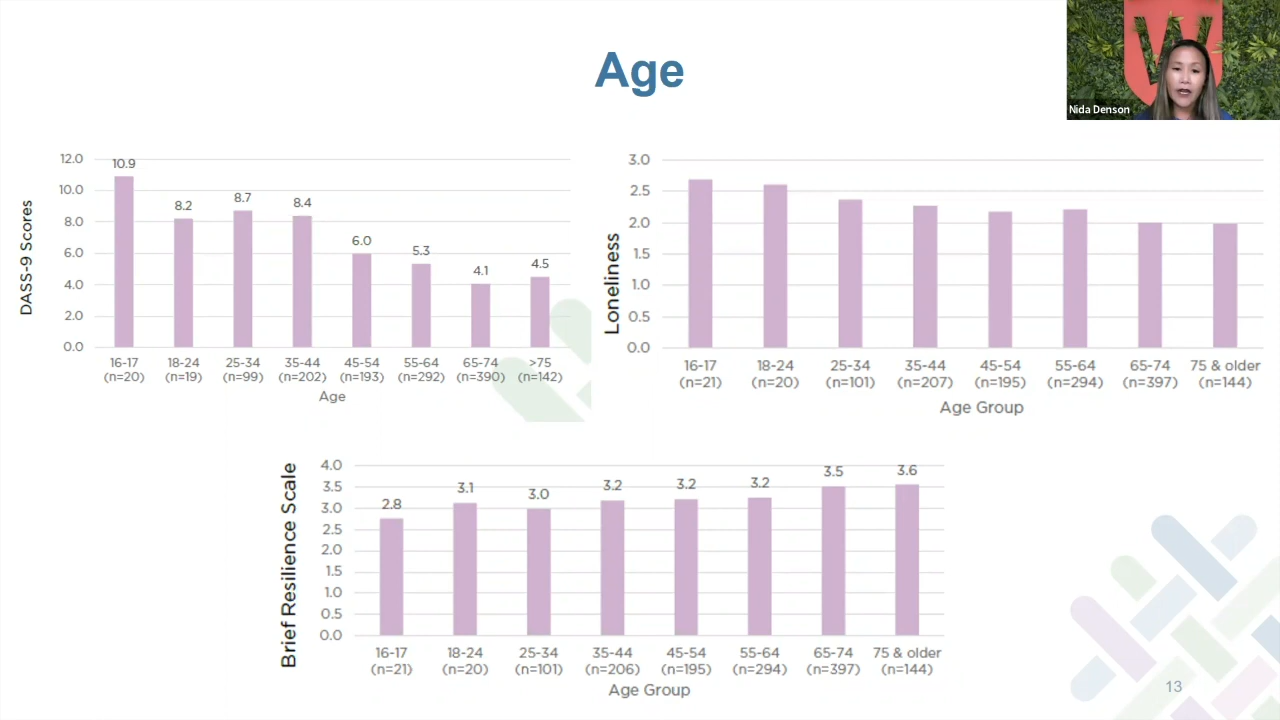 Age
W
Nida Denson
12.0
10.0
8.0
6.0
4.0
2.0
0.0
DASS-9 Scores
10.9
8.2
8.7
8.4
6.0
5.3
4.1
4.5
16-17 18-24 25-34 35-44 45-54 55-64 65-74 >75
(n=20) (n=19) (n=99) (n=202) (n=193) (n=292) (n=390) (n=142)
Age
3.0
2.5
2.0
1.5
1.0
0.5
0.0
Loneliness
16-17 18-24 25-34 35-44 45-54 55-64 65-74 75 & older
(n=21) (n=20) (n=101) (n=207) (n=195) (n=294) (n=397) (n=144)
Age Group
4.0
3.5
3.0
2.5
2.0
1.5
1.0
0.5
0.0
Brief Resilience Scale
2.8
3.1
3.0
3.2
3.2
3.2
3.5
3.6
16-17 18-24 25-34 35-44 45-54 55-64 65-74 75 & older
(n=21) (n=20) (n=101) (n=206) (n=195) (n=294) (n=397) (n=144)
Age Group
13